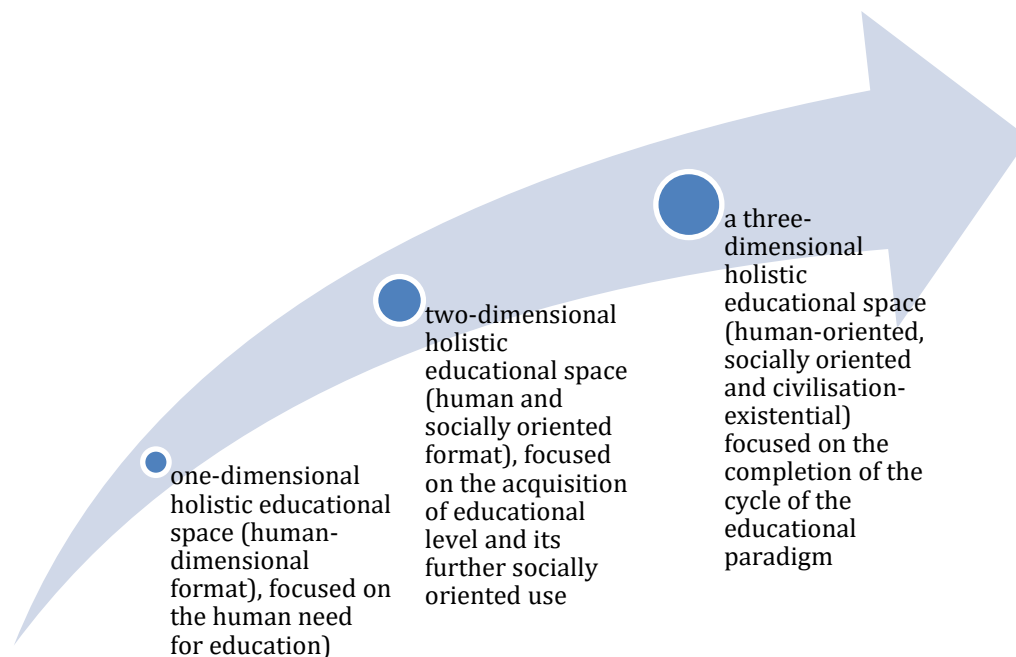 one-dimensional
holistic educational
space (human-
dimensional
format), focused on
the human need
for education)
two-dimensional
holistic
educational space
(human and
socially oriented
format), focused
on the acquisition
of educational
level and its
further socially
oriented use
a three-
dimensional
holistic
educational space
(human-oriented,
socially oriented
and civilisation-
existential)
focused on the
completion of the
cycle of the
educational
paradigm